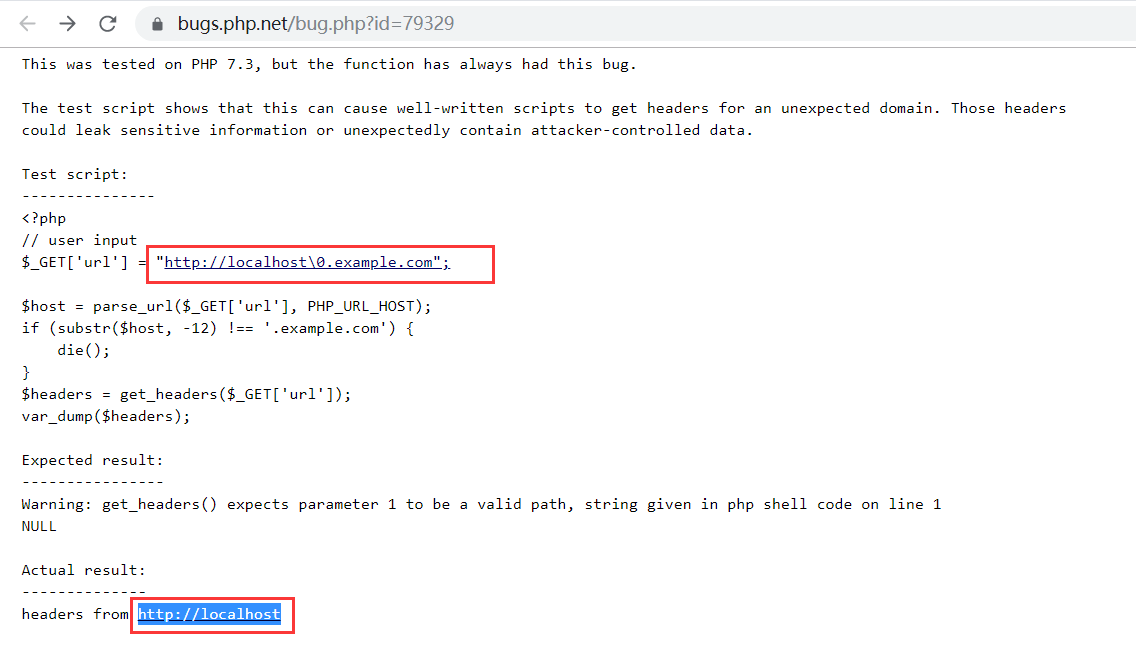 bugs.php.net/bug.php?id=79329
This was tested on PHP 7.3, but the function has always had this bug.
The test script shows that this can cause well-written scripts to get headers for an unexpected domain. Those headers
could leak sensitive information or unexpectedly contain attacker-controlled data.
Test script:
---------------
<?php
// user input
$_GET['url'] = "http://localhost\0.example.com";
$host = parse_url($_GET['url'], PHP_URL_HOST);
if (substr($host, -12) !== '.example.com') {
    die();
}
$headers = get_headers($_GET['url']);
var_dump($headers);
Expected result:
----------------
Warning: get_headers() expects parameter 1 to be a valid path, string given in php shell code on line 1
NULL
Actual result:
--------------
headers from http://localhost